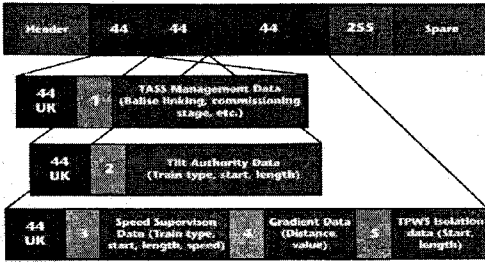 Header 44 44 44 255 Spare
44 UK 1 TASS Management Data
(Balise linking, commissioning
stage, etc.)
44 UK 2 Tilt Authority Data
(Train type, start, length)
44 UK 3 Speed Supervison
Data (Train type,
start, length, speed)
4 Gradient Data
(Distance
value)
5 TPWS Isolation
data (Start,
length)